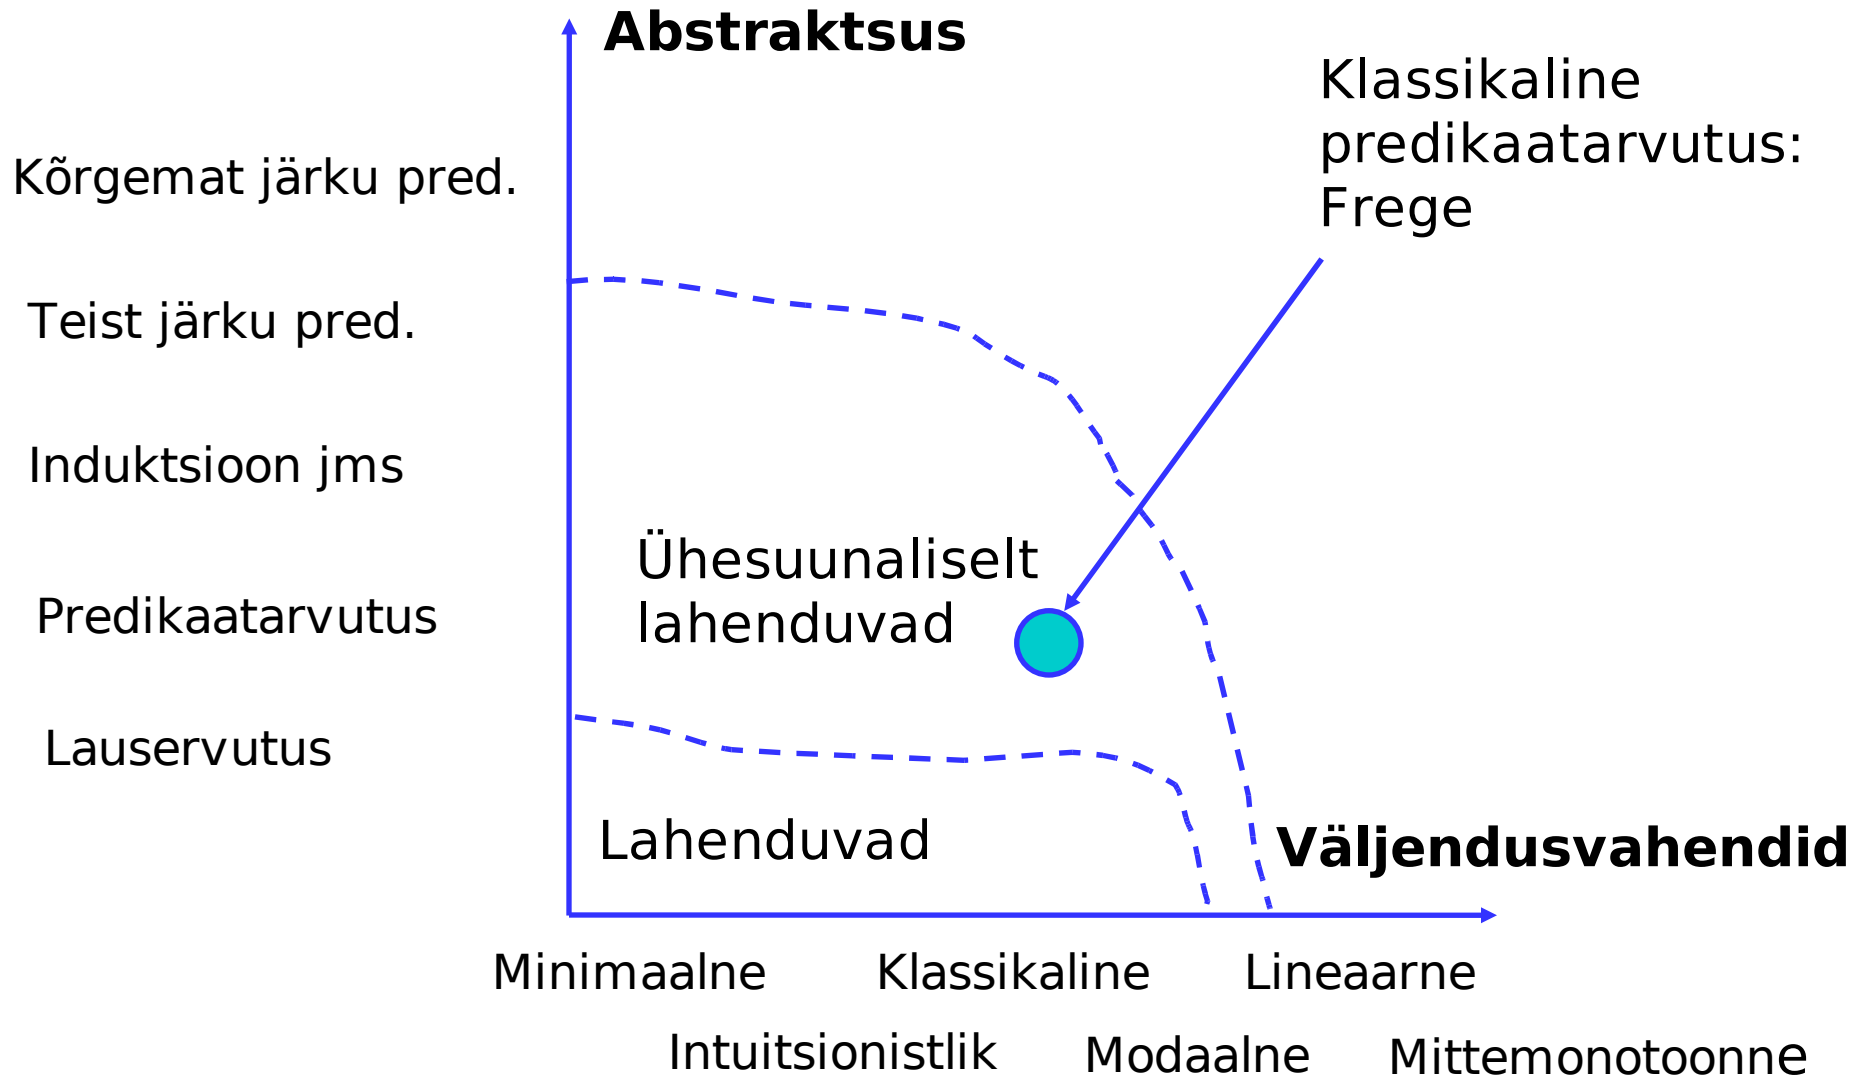 Abstraktsus
Klassikaline
predikaatarvutus:
Frege
Kõrgemat järku pred.
Teist järku pred.
Induktsioon jms
Ühesuunaliselt
lahenduvad
Predikaatarvutus
Lauservutus
Lahenduvad
Väljendusvahendid
Minimaalne
Klassikaline
Lineaarne
Intuitsionistlik
Modaalne
Mittemonotoonne